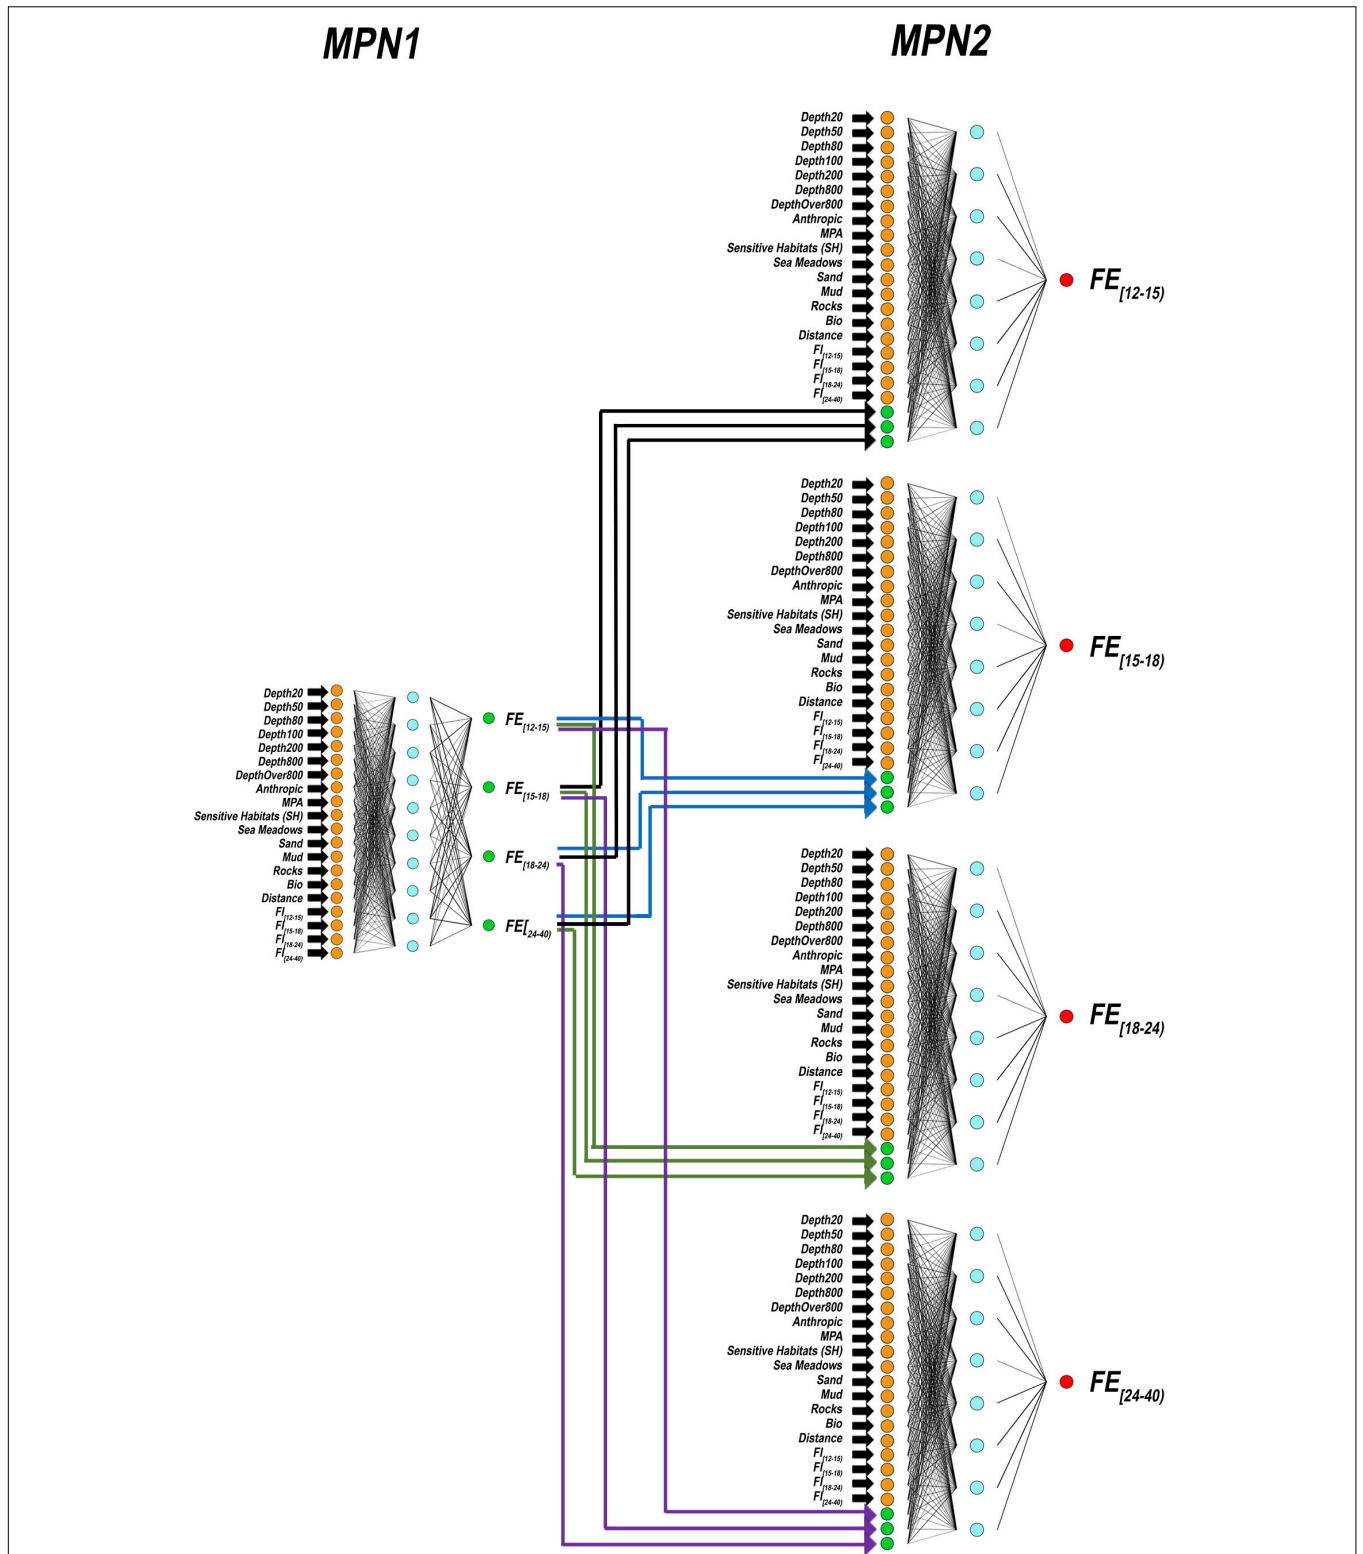 MPN1
MPN2
Depth20
Depth50
Depth80
Depth100
Depth200
Depth800
DepthOver800
Anthropic
MPA
Sensitive Habitats (SH)
Sea Meadows
Sand
Mud
Rocks
Bio
Distance
FI[12-15)
FI[15-18)
FI[18-24)
FI[24-40)
FE[12-15)
Depth20
Depth50
Depth80
Depth100
Depth200
Depth800
DepthOver800
Anthropic
MPA
Sensitive Habitats (SH)
Sea Meadows
Sand
Mud
Rocks
Bio
Distance
FI[12-15)
FI[15-18)
FI[18-24)
FI[24-40)
FE[15-18)
Depth20
Depth50
Depth80
Depth100
Depth200
Depth800
DepthOver800
Anthropic
MPA
Sensitive Habitats (SH)
Sea Meadows
Sand
Mud
Rocks
Bio
Distance
FI[12-15)
FI[15-18)
FI[18-24)
FI[24-40)
FE[12-15)
FE[15-18)
FE[18-24)
FE[24-40)
Depth20
Depth50
Depth80
Depth100
Depth200
Depth800
DepthOver800
Anthropic
MPA
Sensitive Habitats (SH)
Sea Meadows
Sand
Mud
Rocks
Bio
Distance
FI[12-15)
FI[15-18)
FI[18-24)
FI[24-40)
FE[18-24)
Depth20
Depth50
Depth80
Depth100
Depth200
Depth800
DepthOver800
Anthropic
MPA
Sensitive Habitats (SH)
Sea Meadows
Sand
Mud
Rocks
Bio
Distance
FI[12-15)
FI[15-18)
FI[18-24)
FI[24-40)
FE[24-40)